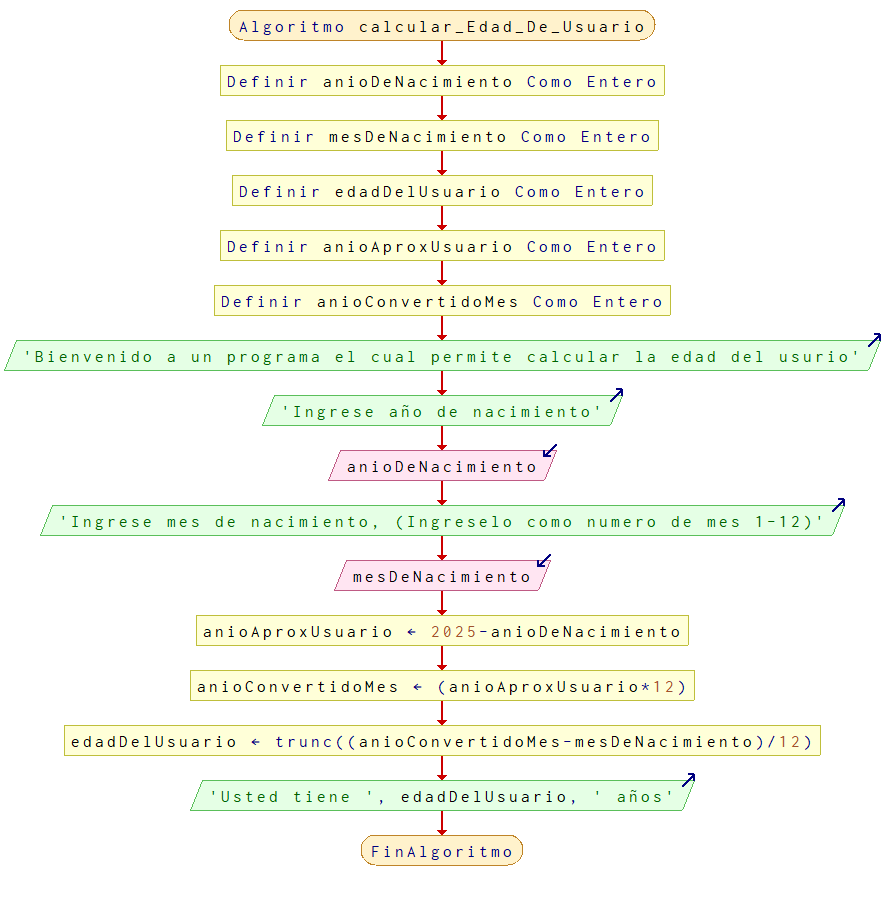 Algoritmo calcular_Edad_De_Usuario
Definir anioDeNacimiento Como Entero
Definir mesDeNacimiento Como Entero
Definir edadDelUsuario Como Entero
Definir anioAproxUsuario Como Entero
Definir anioConvertidoMes Como Entero
'Bienvenido a un programa el cual permite calcular la edad del usurio'
'Ingrese año de nacimiento'
anioDeNacimiento
'Ingrese mes de nacimiento, (Ingreselo como numero de mes 1-12)'
mesDeNacimiento
anioAproxUsuario ← 2025-anioDeNacimiento
anioConvertidoMes ← (anioAproxUsuario*12)
edadDelUsuario ← trunc((anioConvertidoMes-mesDeNacimiento)/12)
'Usted tiene ', edadDelUsuario, ' años'
FinAlgoritmo